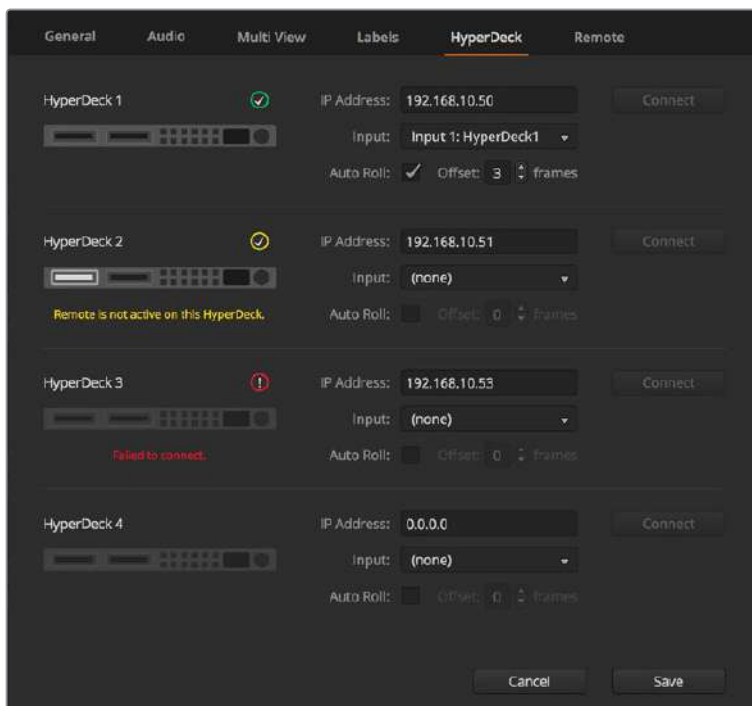 General Audio Multi View Labels HyperDeck Remote
HyperDeck 1 IP Address: 192.168.10.50 Connect
Input: Input 1: HyperDeck1
Auto Roll: Offset: 3 frames
HyperDeck 2 IP Address: 192.168.10.51 Connect
Input: (none)
Remote is not active on this HyperDeck. Auto Roll: Offset: 0 frames
HyperDeck 3 IP Address: 192.168.10.53 Connect
Input: (none)
Failed to connect. Auto Roll: Offset: 0 frames
HyperDeck 4 IP Address: 0.0.0.0 Connect
Input: (none)
Auto Roll: Offset: 0 frames
Cancel Save